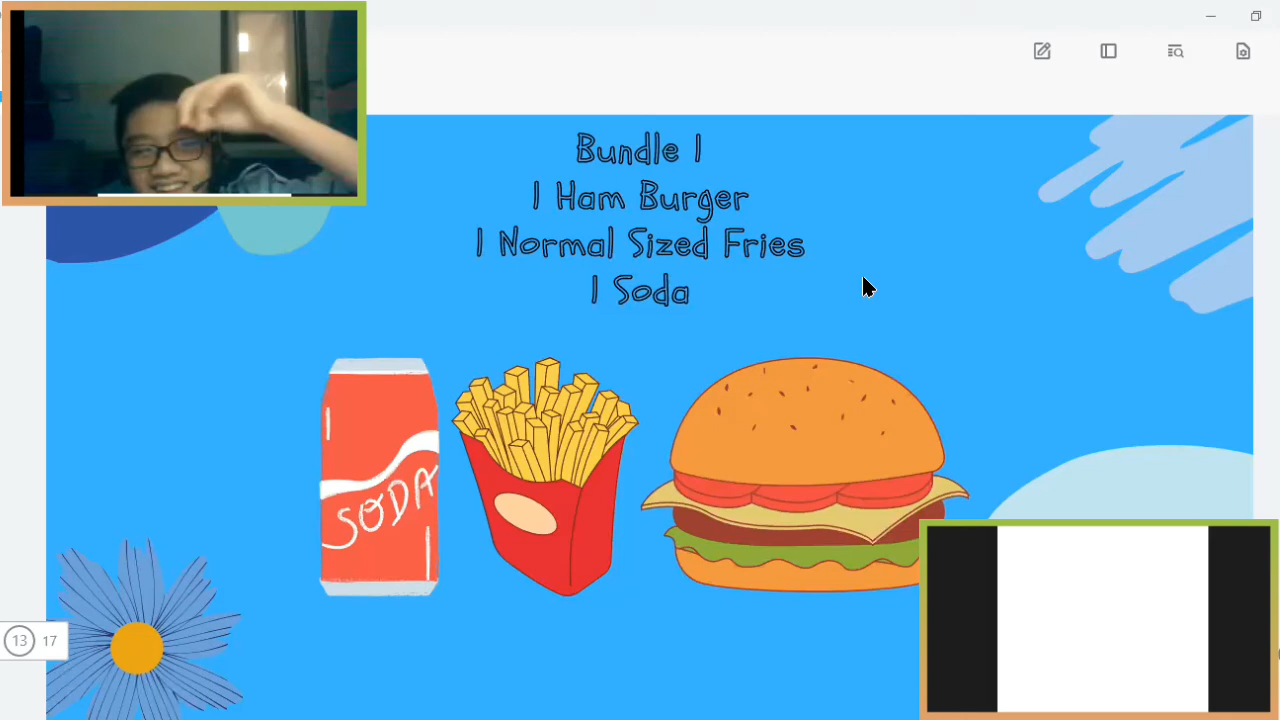 Bundle 1
1 Ham Burger
1 Normal Sized Fries
1 Soda
SODA
13 17